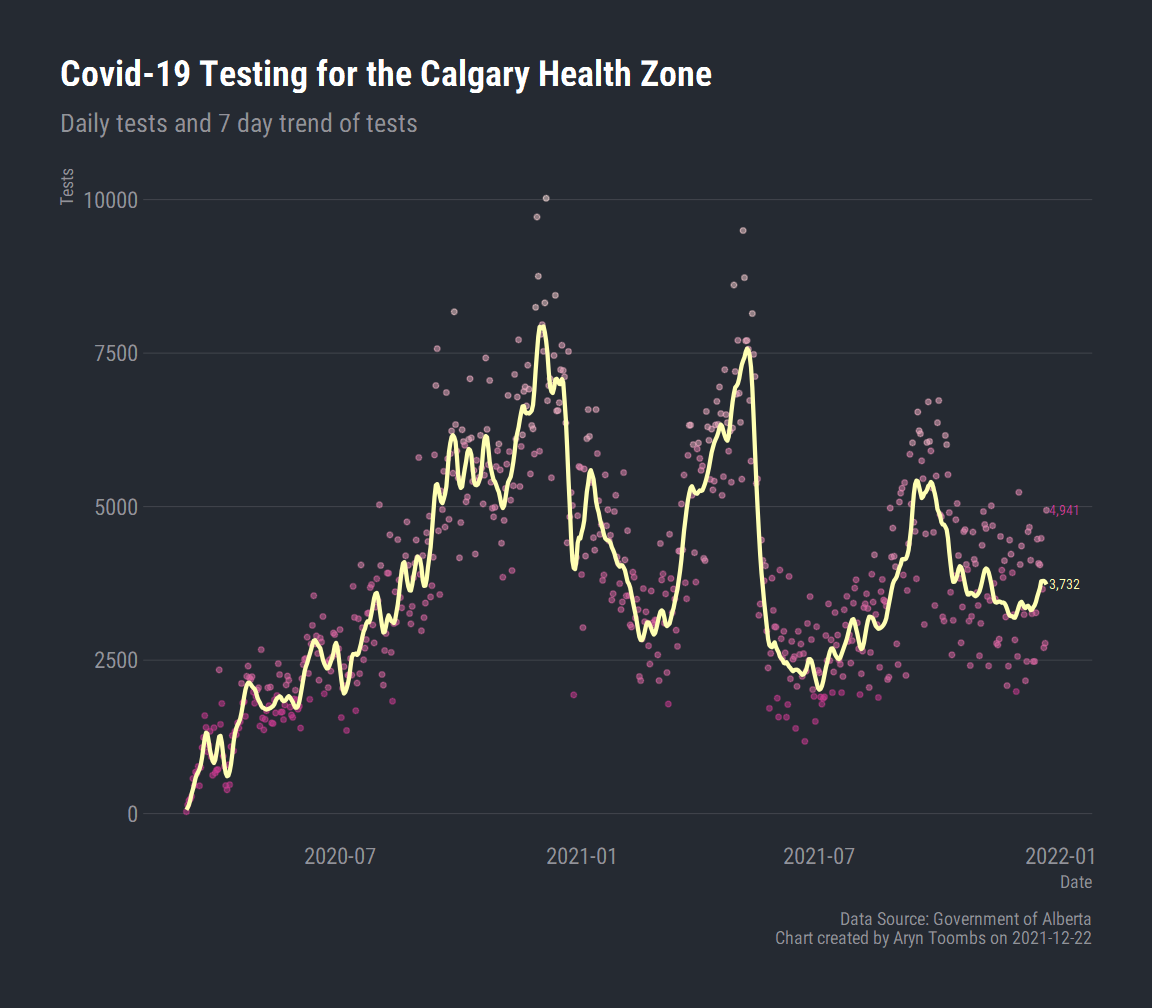 Covid-19 Testing for the Calgary Health Zone
Daily tests and 7 day trend of tests
Tests
10000
7500
5000
2500
0
4,941
3,732
2020-07
2021-01
2021-07
2022-01
Date
Data Source: Government of Alberta
Chart created by Aryn Toombs on 2021-12-22